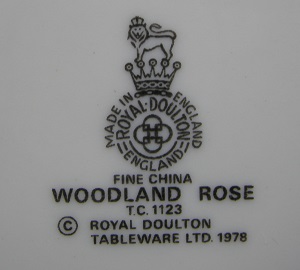 MADE IN ENGLAND
ROYAL·DOULTON
ENGLAND
FINE CHINA
WOODLAND ROSE
T.C. 1123
© ROYAL DOULTON
TABLEWARE LTD. 1978